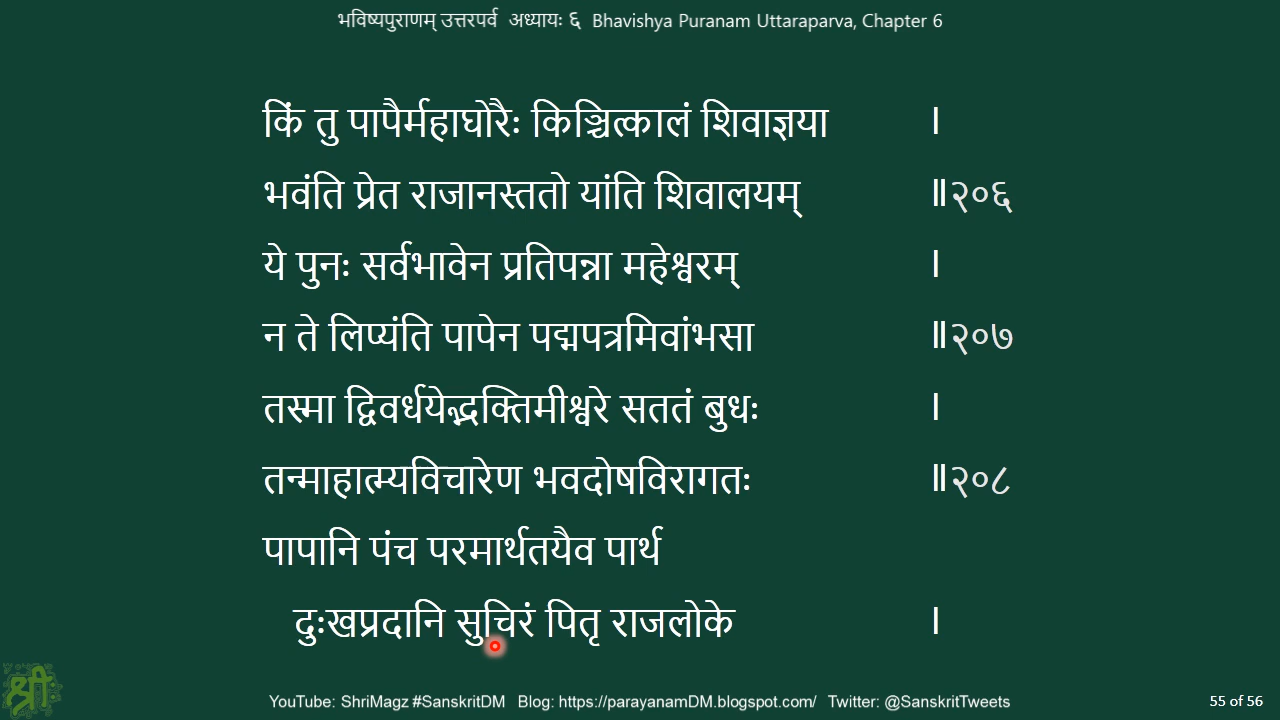 भविष्यपुराणम् उत्तरपर्व अध्यायः ६ Bhavishya Puranam Uttaraparva, Chapter 6
किं तु पापैर्महाघोरैः किञ्चित्कालं शिवाज्ञया ।
भवंति प्रेत राजानस्ततो यांति शिवालयम् ॥२०६
ये पुनः सर्वभावेन प्रतिपन्ना महेश्वरम् ।
न ते लिप्यंति पापेन पद्मपत्रमिवांभसा ॥२०७
तस्मा द्विवर्धयेद्भक्तिमीश्वरे सततं बुधः ।
तन्माहात्म्यविचारेण भवदोषविरागतः ॥२०८
पापानि पंच परमार्थतयैव पार्थ
दुःखप्रदानि सुचिरं पितृ राजलोके ।
श्री
YouTube: ShriMagz #SanskritDM Blog: https://parayanamDM.blogspot.com/ Twitter: @SanskritTweets
55 of 56